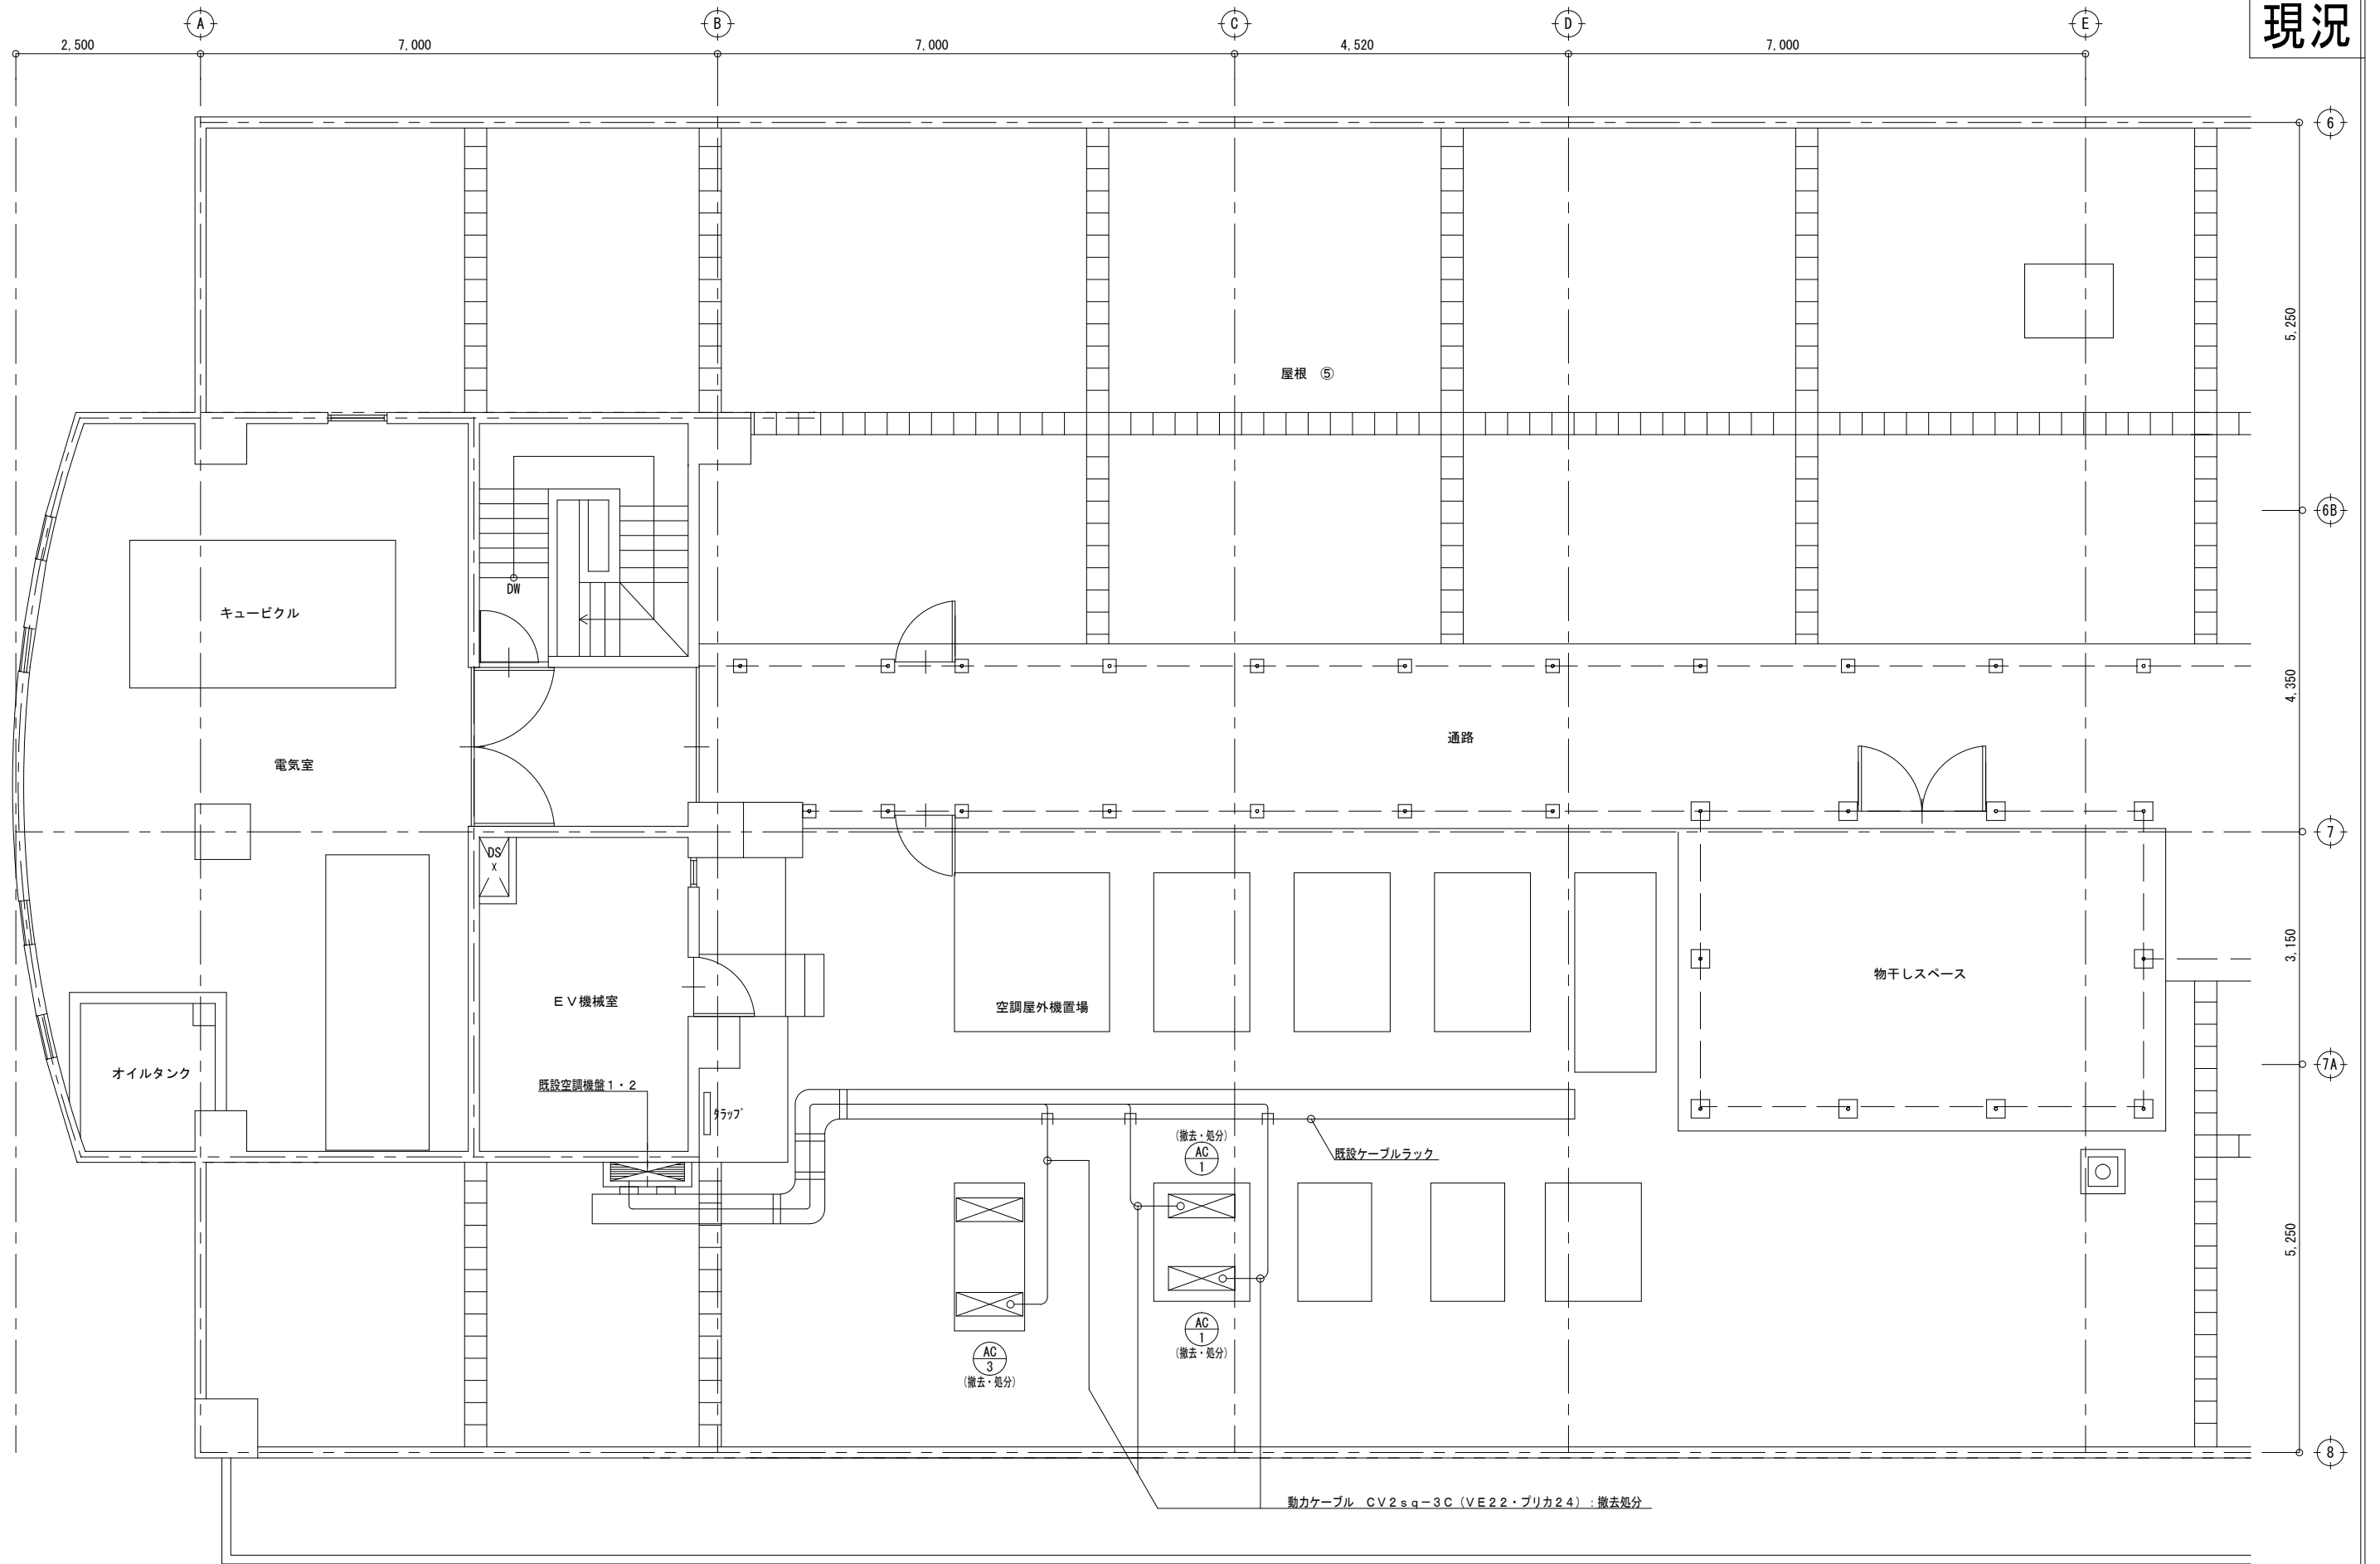 現況
A
B
C
D
E
2,500
7,000
7,000
4,520
7,000
6
5,250
屋根 ⑤
6B
DW
キュービクル
4,350
通路
電気室
7
DS
X
3,150
物干しスペース
EV機械室
空調屋外機置場
7A
オイルタンク
既設空調機盤1・2
タラップ
(撤去・処分)
AC
1
既設ケーブルラック
5,250
AC
1
(撤去・処分)
AC
3
(撤去・処分)
8
動力ケーブル CV2sq-3C(VE22・プリカ24):撤去処分